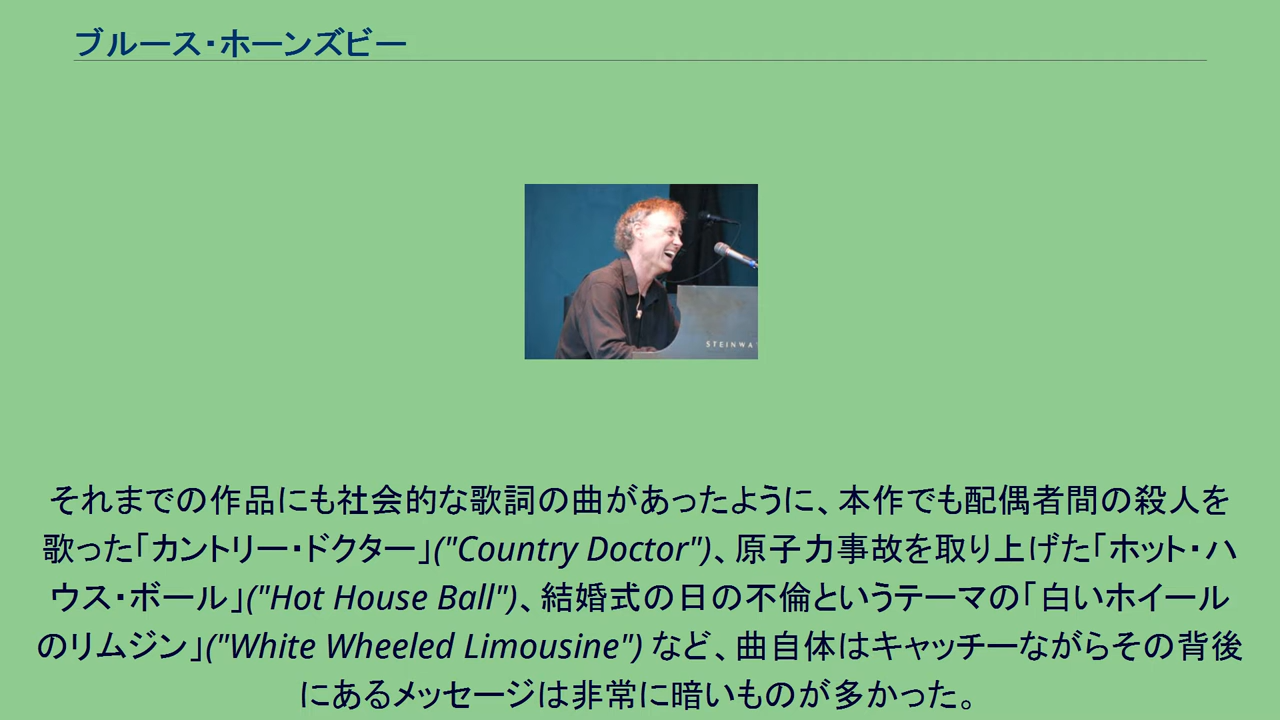 ブルース・ホーンズビー
STEINWA
それまでの作品にも社会的な歌詞の曲があったように、本作でも配偶者間の殺人を
歌った「カントリー・ドクター」("Country Doctor")、原子力事故を取り上げた「ホット・ハ
ウス・ボール」("Hot House Ball")、結婚式の日の不倫というテーマの「白いホイール
のリムジン」("White Wheeled Limousine") など、曲自体はキャッチーながらその背後
にあるメッセージは非常に暗いものが多かった。